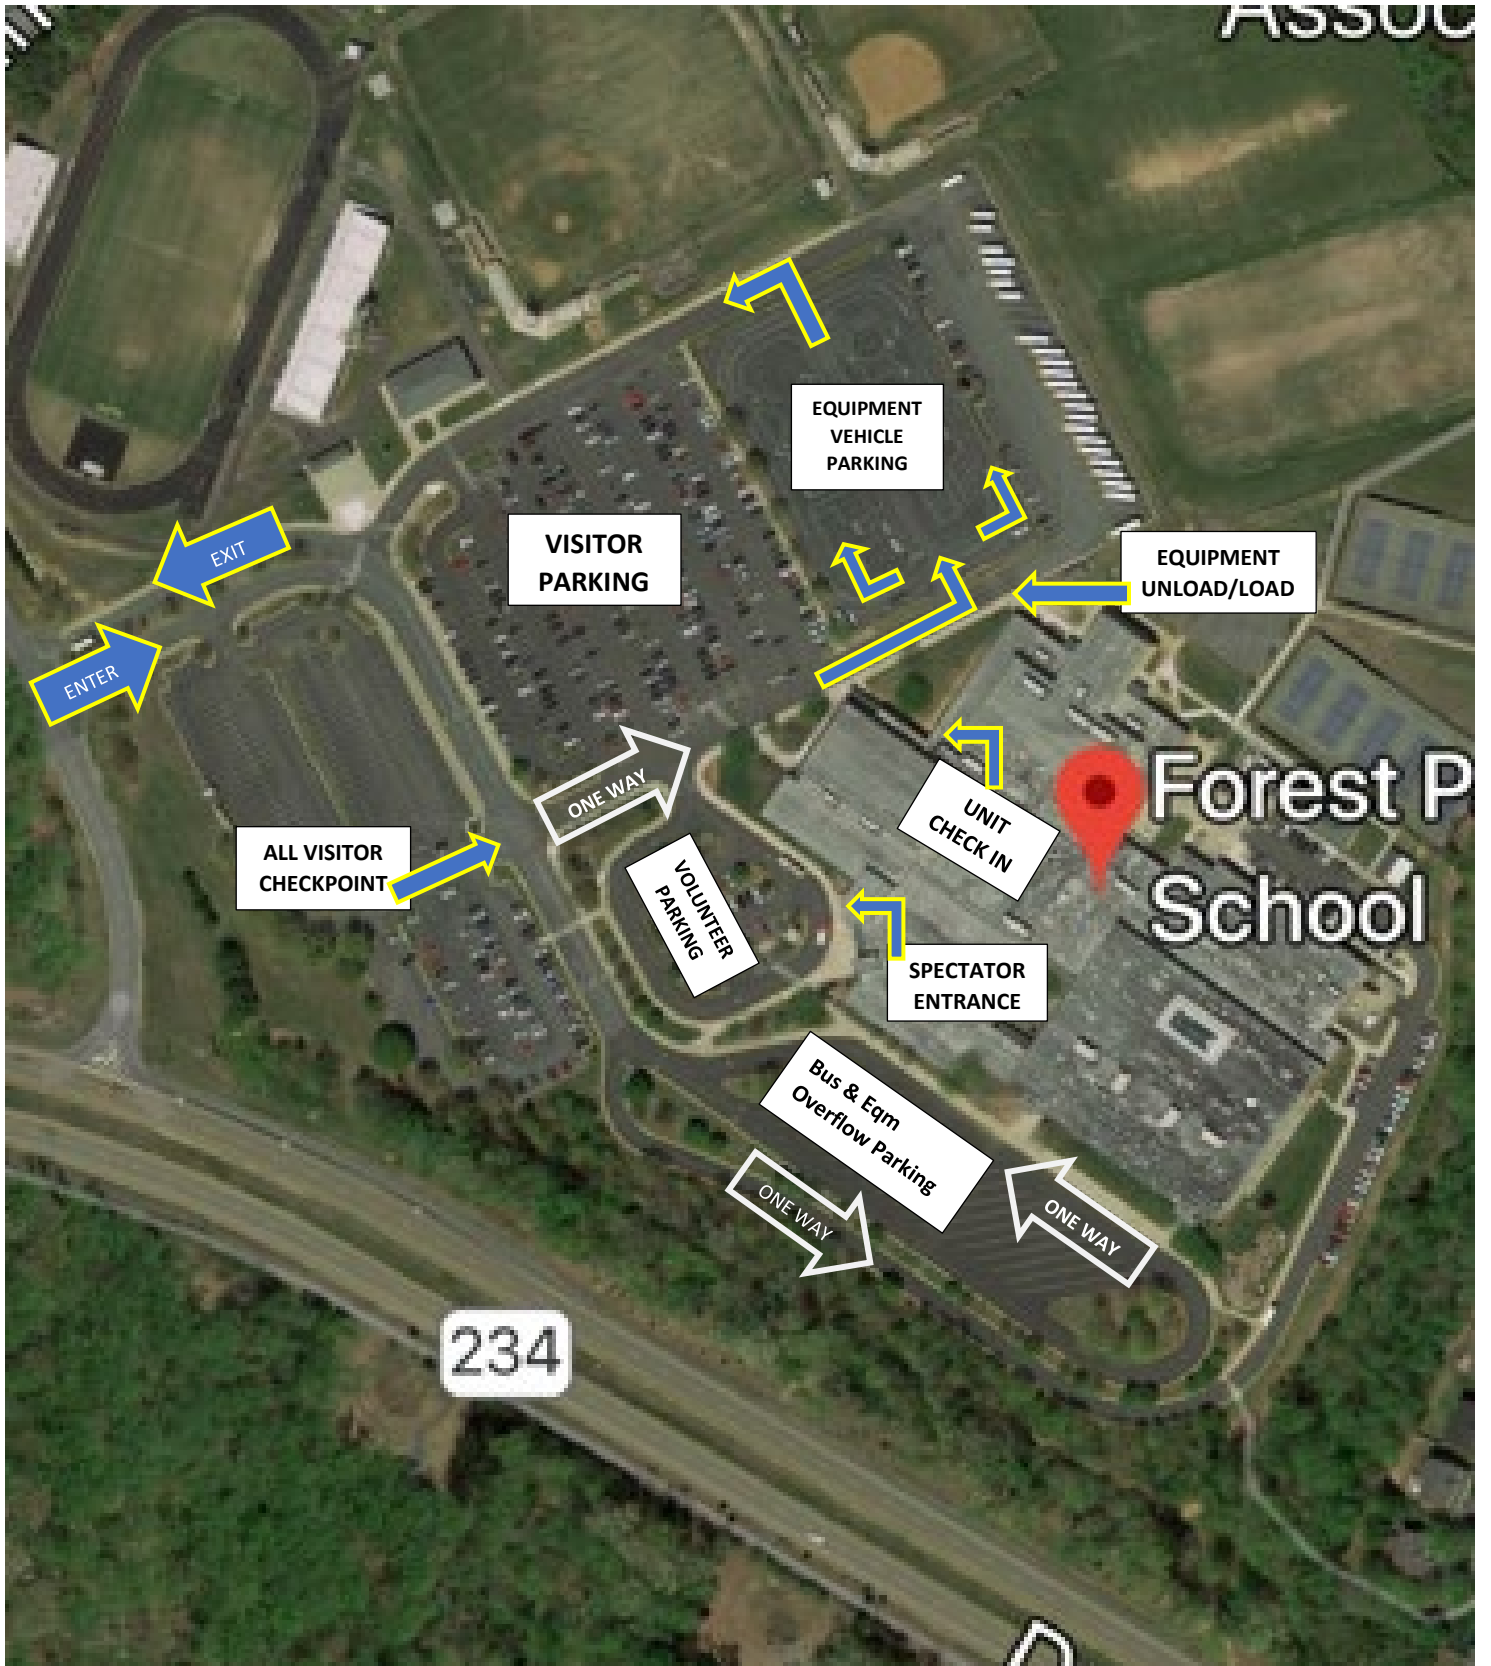 Assoc
EQUIPMENT
VEHICLE
PARKING
VISITOR
PARKING
EXIT
EQUIPMENT
UNLOAD/LOAD
ENTER
ONE WAY
UNIT
CHECK IN
Forest P
School
ALL VISITOR
CHECKPOINT
VOLUNTEER
PARKING
SPECTATOR
ENTRANCE
Bus & Eqm
Overflow Parking
ONE WAY
ONE WAY
234